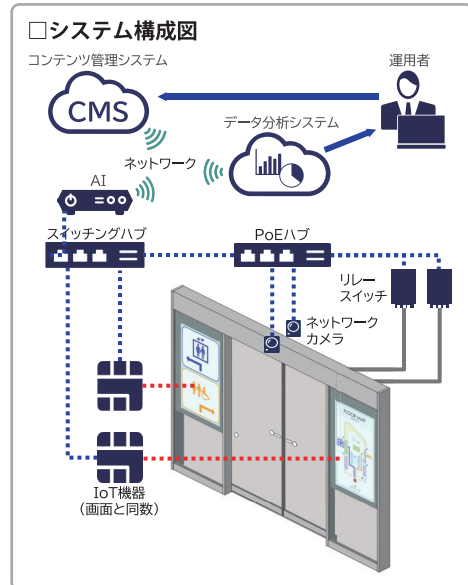 □システム構成図
コンテンツ管理システム
運用者
CMS
データ分析システム
ネットワーク
AI
スイッチングハブ
PoEハブ
リレー
スイッチ
ネットワーク
カメラ
FLOOR MAP
IoT機器
(画面と同数)